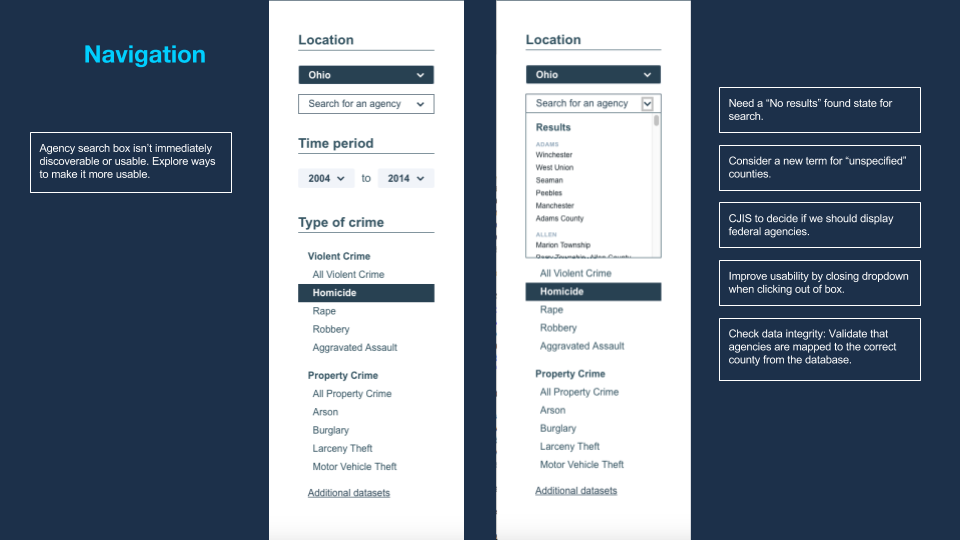 Navigation
Agency search box isn’t immediately
discoverable or usable. Explore ways
to make it more usable.
Location
Ohio
Search for an agency
Time period
2004 to 2014
Type of crime
Violent Crime
All Violent Crime
Homicide
Rape
Robbery
Aggravated Assault
Property Crime
All Property Crime
Arson
Burglary
Larceny Theft
Motor Vehicle Theft
Additional datasets
Location
Ohio
Search for an agency
Results
ADAMS
Winchester
West Union
Seaman
Peebles
Manchester
Adams County
ALLEN
Marion Township
Perry Township, Allen County
All Violent Crime
Homicide
Rape
Robbery
Aggravated Assault
Property Crime
All Property Crime
Arson
Burglary
Larceny Theft
Motor Vehicle Theft
Additional datasets
Need a “No results” found state for
search.
Consider a new term for “unspecified”
counties.
CJIS to decide if we should display
federal agencies.
Improve usability by closing dropdown
when clicking out of box.
Check data integrity: Validate that
agencies are mapped to the correct
county from the database.